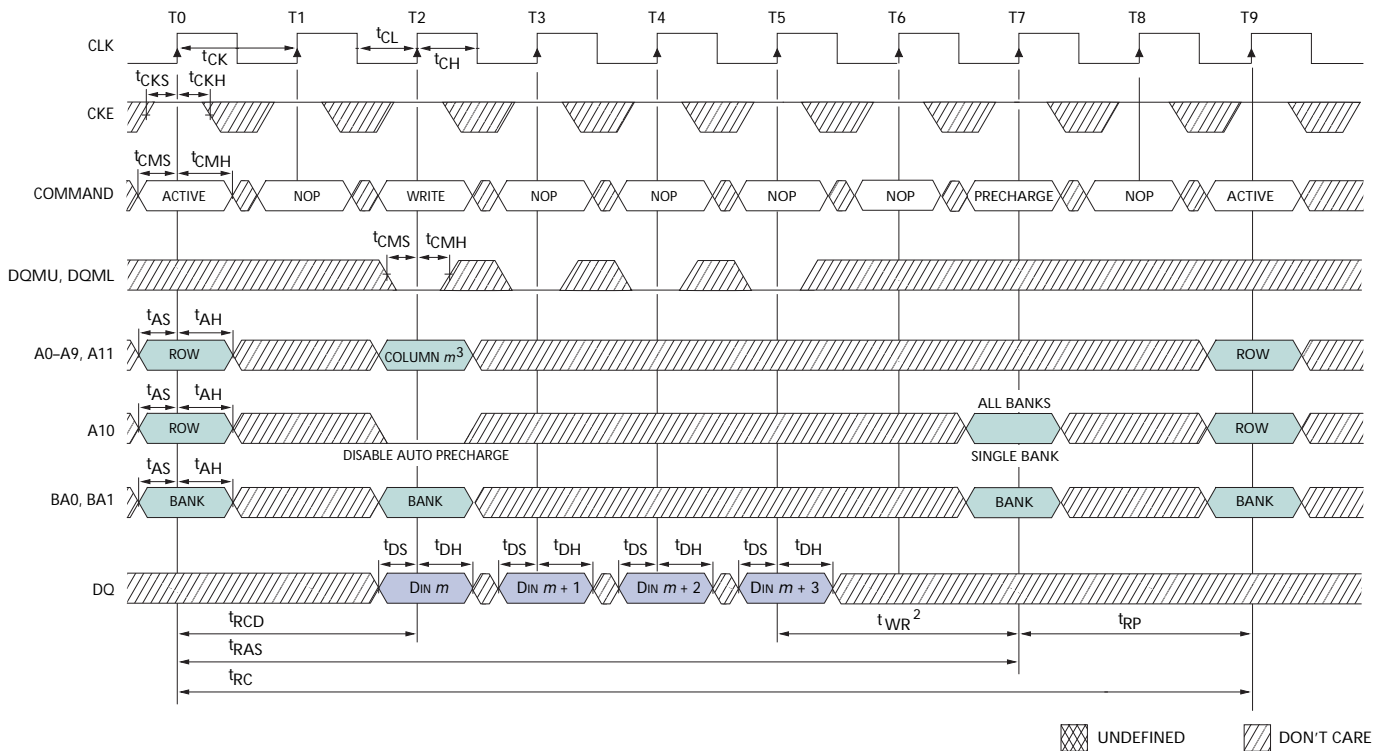 T0 T1 T2 T3 T4 T5 T6 T7 T8 T9
CLK tCK tCL tCH
tCKS tCKH
CKE
tCMS tCMH
COMMAND ACTIVE NOP WRITE NOP NOP NOP NOP PRECHARGE NOP ACTIVE
tCMS tCMH
DQMU, DQML
tAS tAH
A0–A9, A11 ROW COLUMN m3 ROW
tAS tAH ALL BANKS
A10 ROW ROW
DISABLE AUTO PRECHARGE SINGLE BANK
tAS tAH
BA0, BA1 BANK BANK BANK BANK
tDS tDH tDS tDH tDS tDH tDS tDH
DQ DIN m DIN m + 1 DIN m + 2 DIN m + 3
tRCD tWR2 tRP
tRAS
tRC
UNDEFINED DON'T CARE